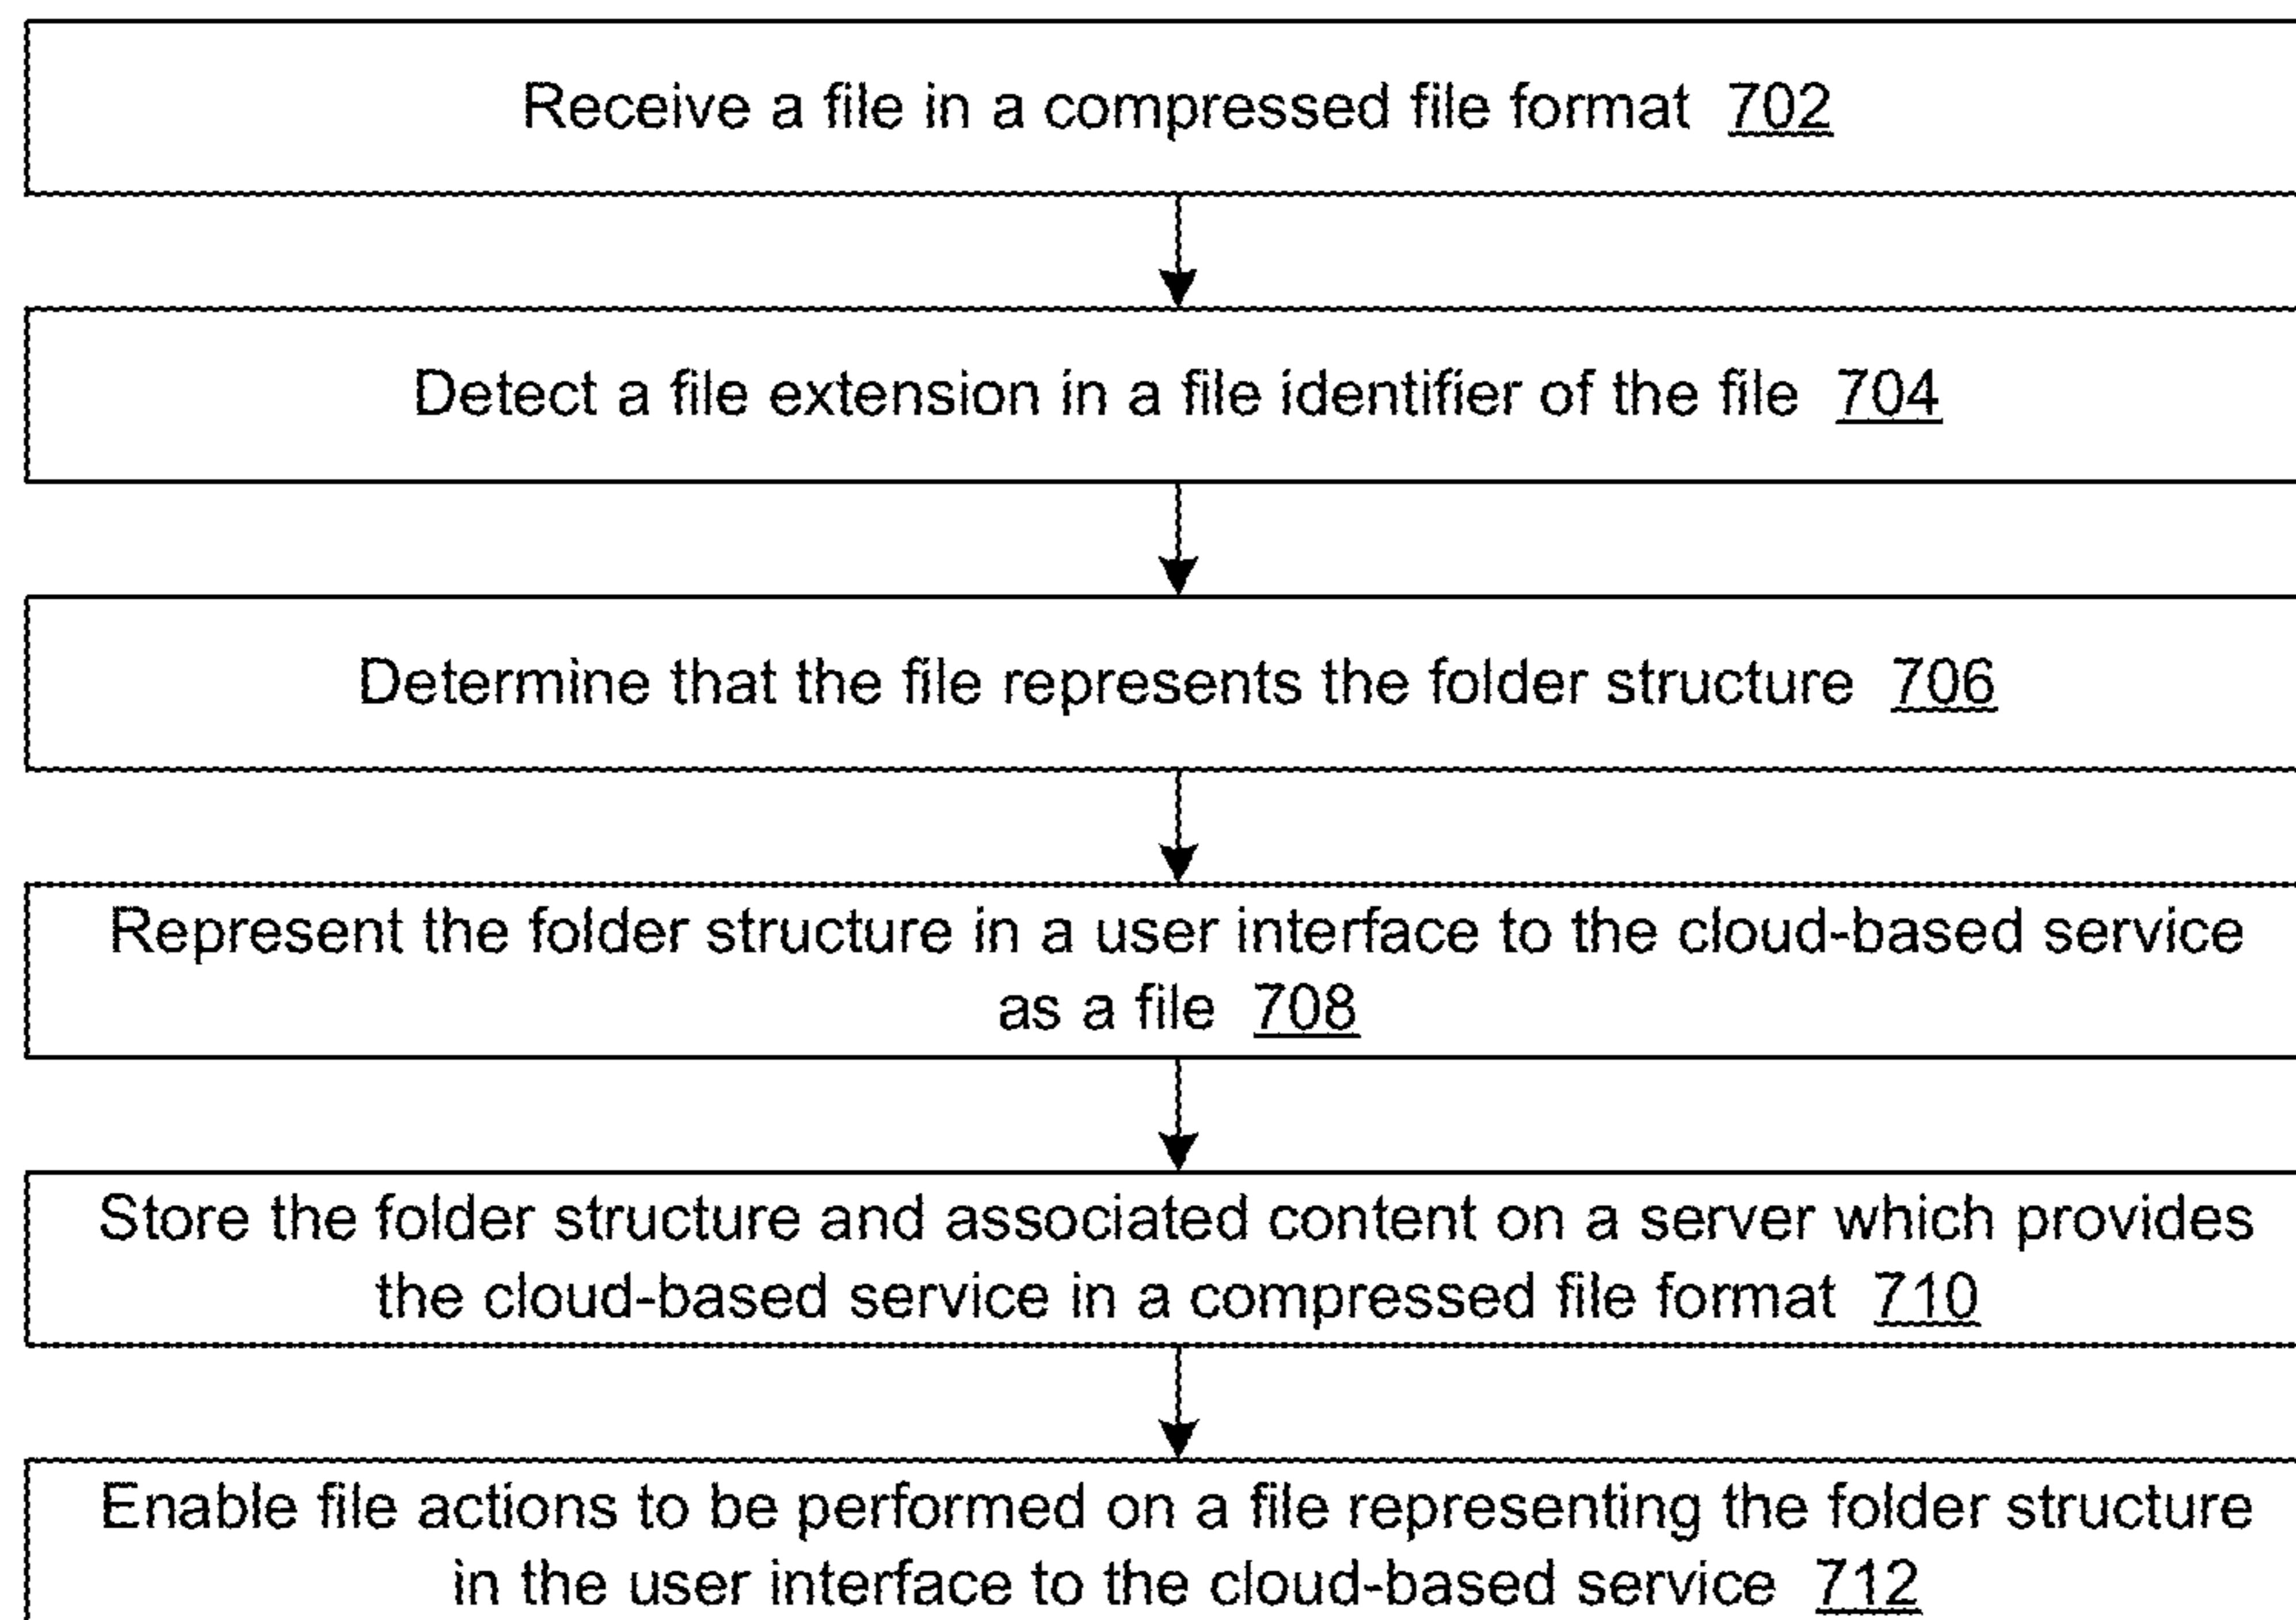 Receive a file in a compressed file format 702
Detect a file extension in a file identifier of the file 704
Determine that the file represents the folder structure 706
Represent the folder structure in a user interface to the cloud-based service
as a file 708
Store the folder structure and associated content on a server which provides
the cloud-based service in a compressed file format 710
Enable file actions to be performed on a file representing the folder structure
in the user interface to the cloud-based service 712